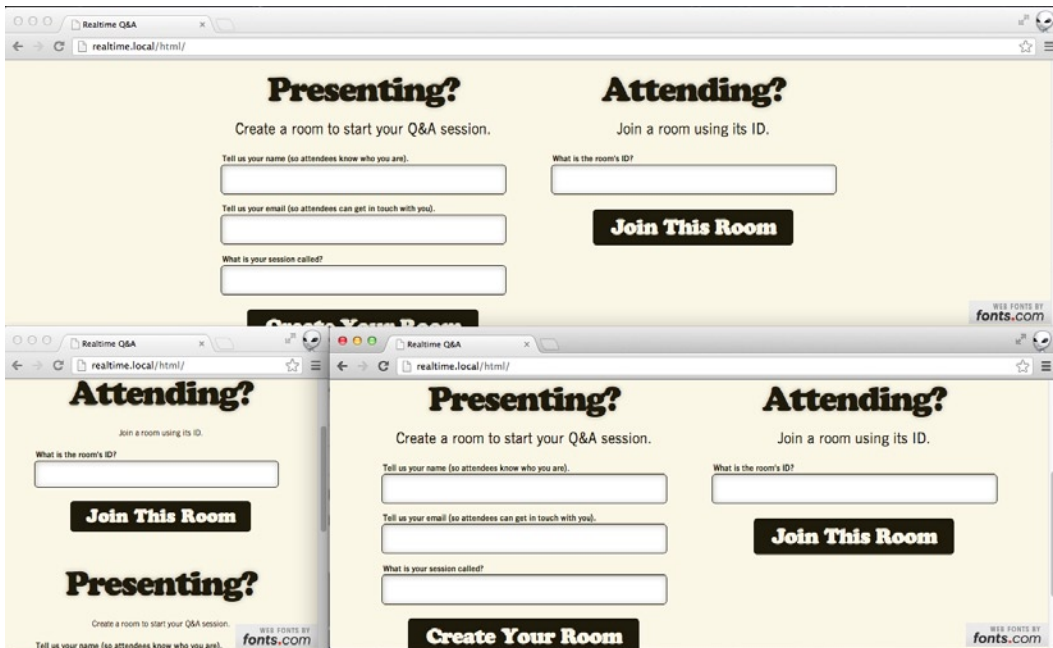 Realtime Q&A
realtime.local/html/
Presenting?
Create a room to start your Q&A session.
Tell us your name (so attendees know who you are).
Tell us your email (so attendees can get in touch with you).
What is your session called?
Create Your Room
Attending?
Join a room using its ID.
What is the room's ID?
Join This Room
WEB FONTS BY
fonts.com
Realtime Q&A
realtime.local/html/
Attending?
Join a room using its ID.
What is the room's ID?
Join This Room
Presenting?
Create a room to start your Q&A session.
Tell us your name (so attendees know who you are).
WEB FONTS BY
fonts.com
Realtime Q&A
realtime.local/html/
Presenting?
Create a room to start your Q&A session.
Tell us your name (so attendees know who you are).
Tell us your email (so attendees can get in touch with you).
What is your session called?
Create Your Room
Attending?
Join a room using its ID.
What is the room's ID?
Join This Room
WEB FONTS BY
fonts.com